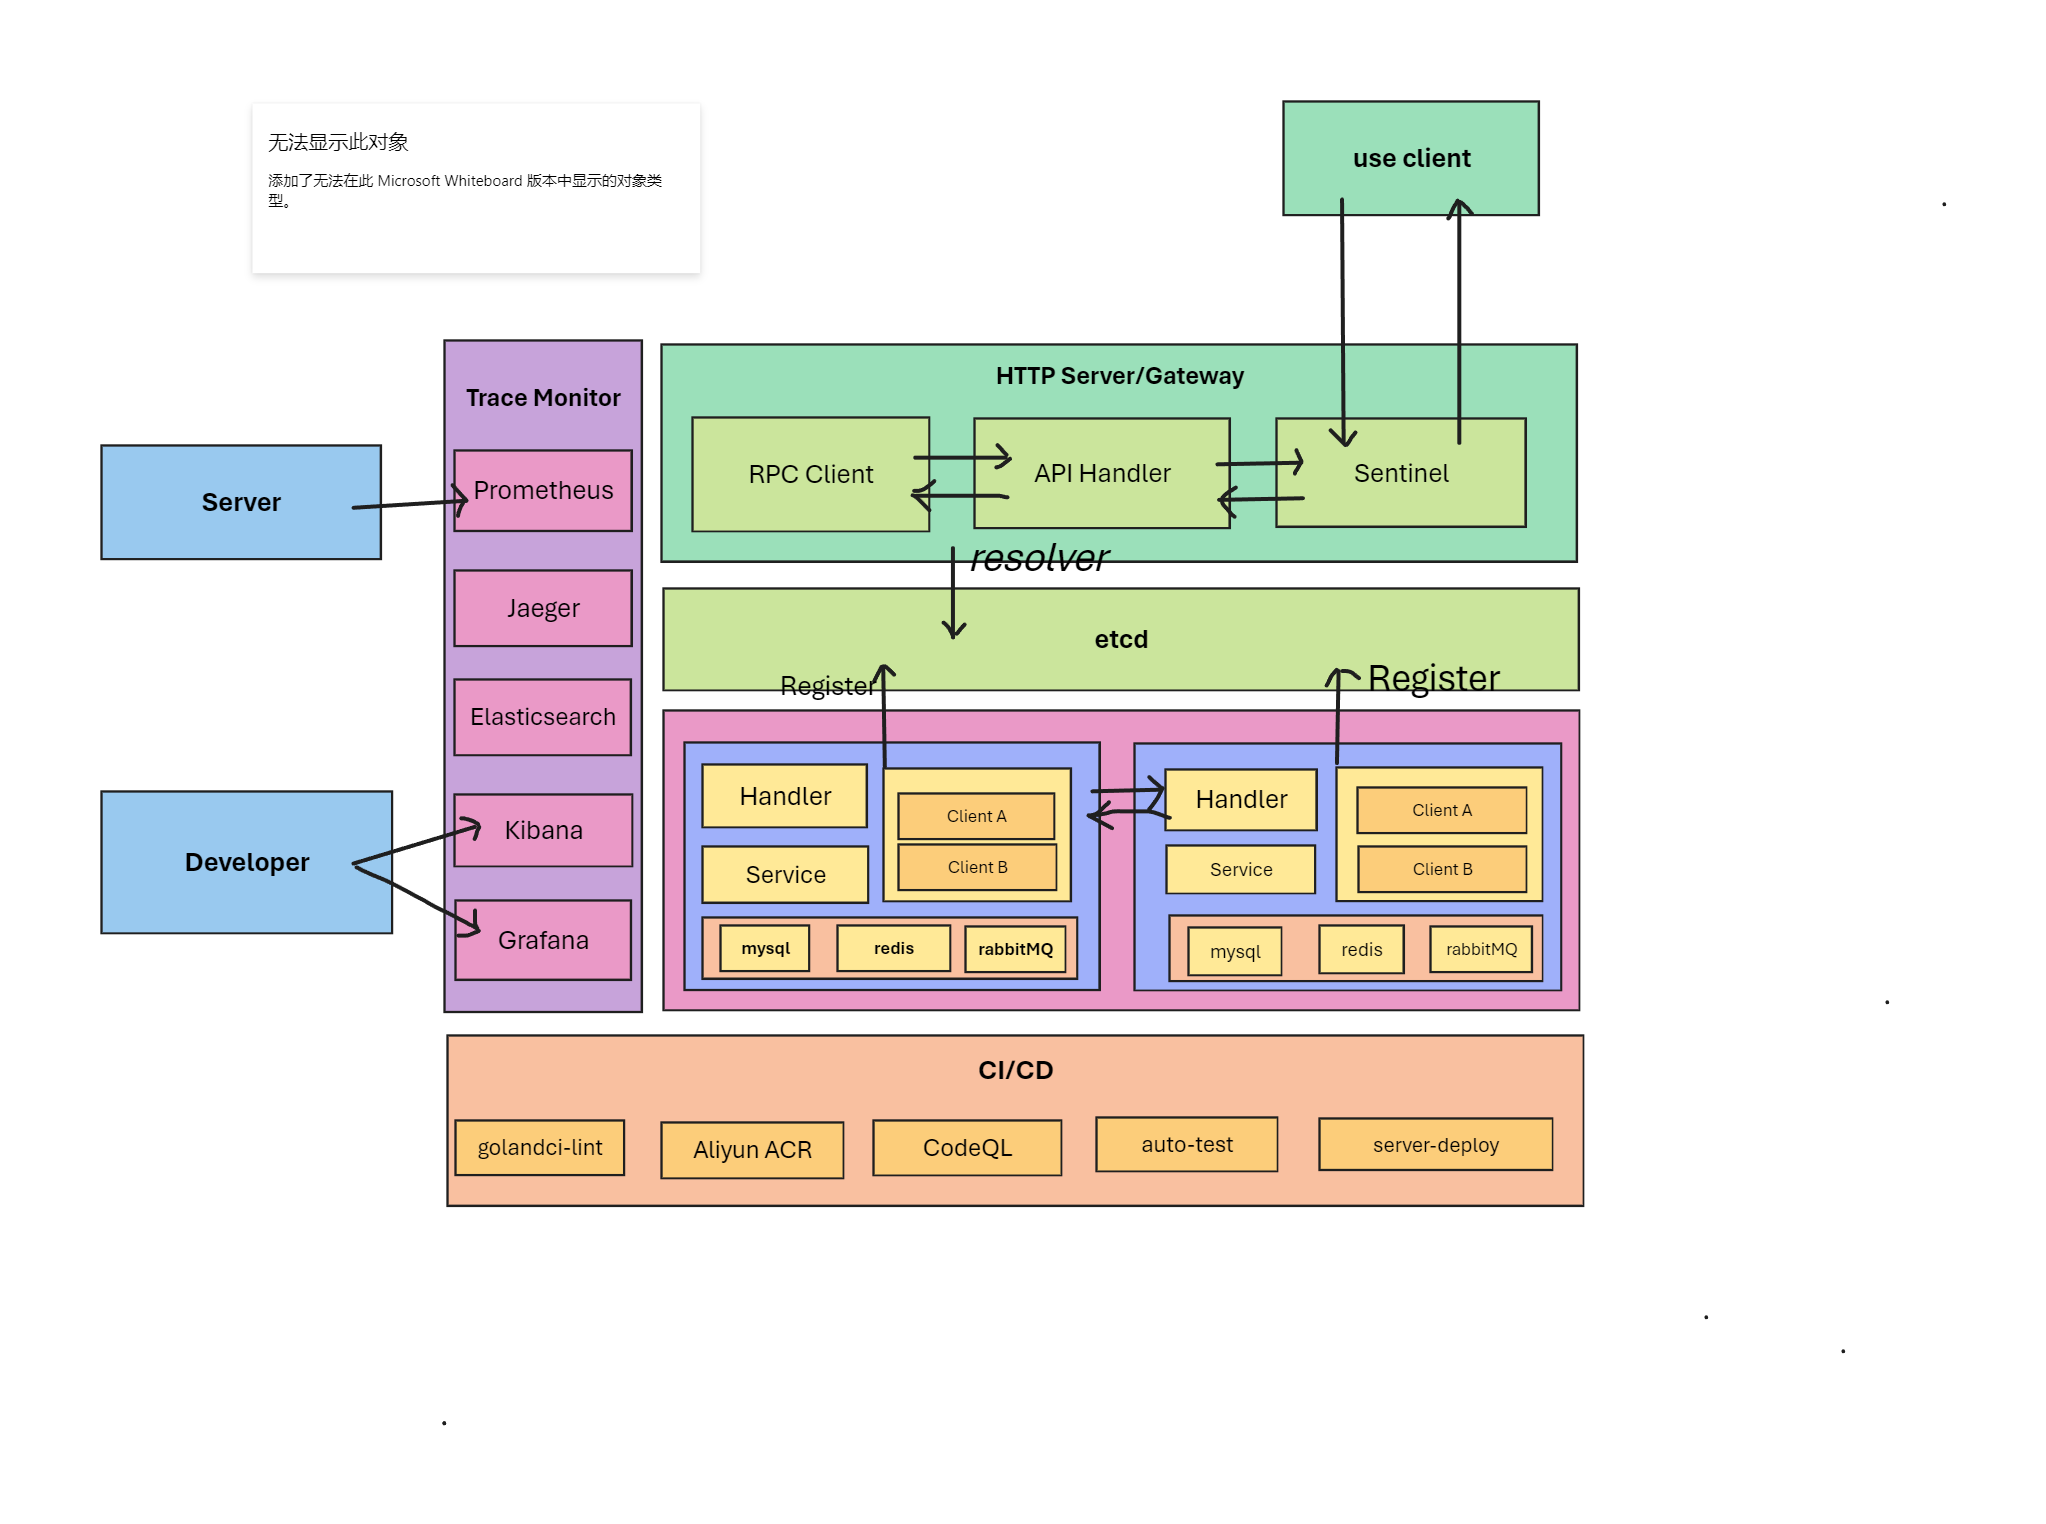 无法显示此对象
添加了无法在此 Microsoft Whiteboard 版本中显示的对象类
型。
use client
Trace Monitor
Prometheus
Jaeger
Elasticsearch
Kibana
Grafana
Server
Developer
HTTP Server/Gateway
RPC Client
API Handler
Sentinel
resolver
etcd
Register
Register
Handler
Service
Client A
Client B
mysql
redis
rabbitMQ
Handler
Service
Client A
Client B
mysql
redis
rabbitMQ
CI/CD
golandci-lint
Aliyun ACR
CodeQL
auto-test
server-deploy